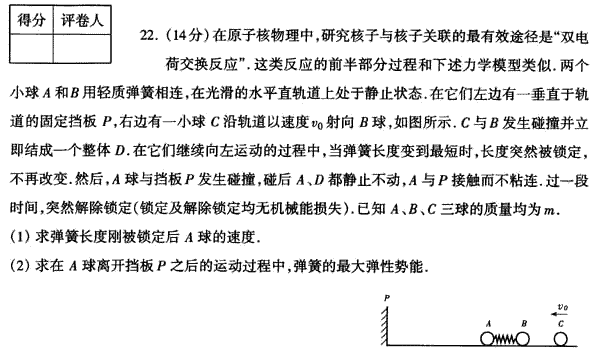 得分 评卷人
22. (14分) 在原子核物理中,研究核子与核子关联的最有效途径是“双电
荷交换反应”. 这类反应的前半部分过程和下述力学模型类似. 两个
小球 A 和 B 用轻质弹簧相连,在光滑的水平直轨道上处于静止状态. 在它们左边有一垂直于轨
道的固定挡板 P,右边有一小球 C 沿轨道以速度 v₀ 射向 B 球,如图所示. C 与 B 发生碰撞并立
即结成一个整体 D. 在它们继续向左运动的过程中,当弹簧长度变到最短时,长度突然被锁定,
不再改变. 然后,A 球与挡板 P 发生碰撞,碰后 A、D 都静止不动,A 与 P 接触而不粘连. 过一段
时间,突然解除锁定(锁定及解除锁定均无机械能损失). 已知 A、B、C 三球的质量均为 m.
(1) 求弹簧长度刚被锁定后 A 球的速度.
(2) 求在 A 球离开挡板 P 之后的运动过程中,弹簧的最大弹性势能.
P
v₀
A B C